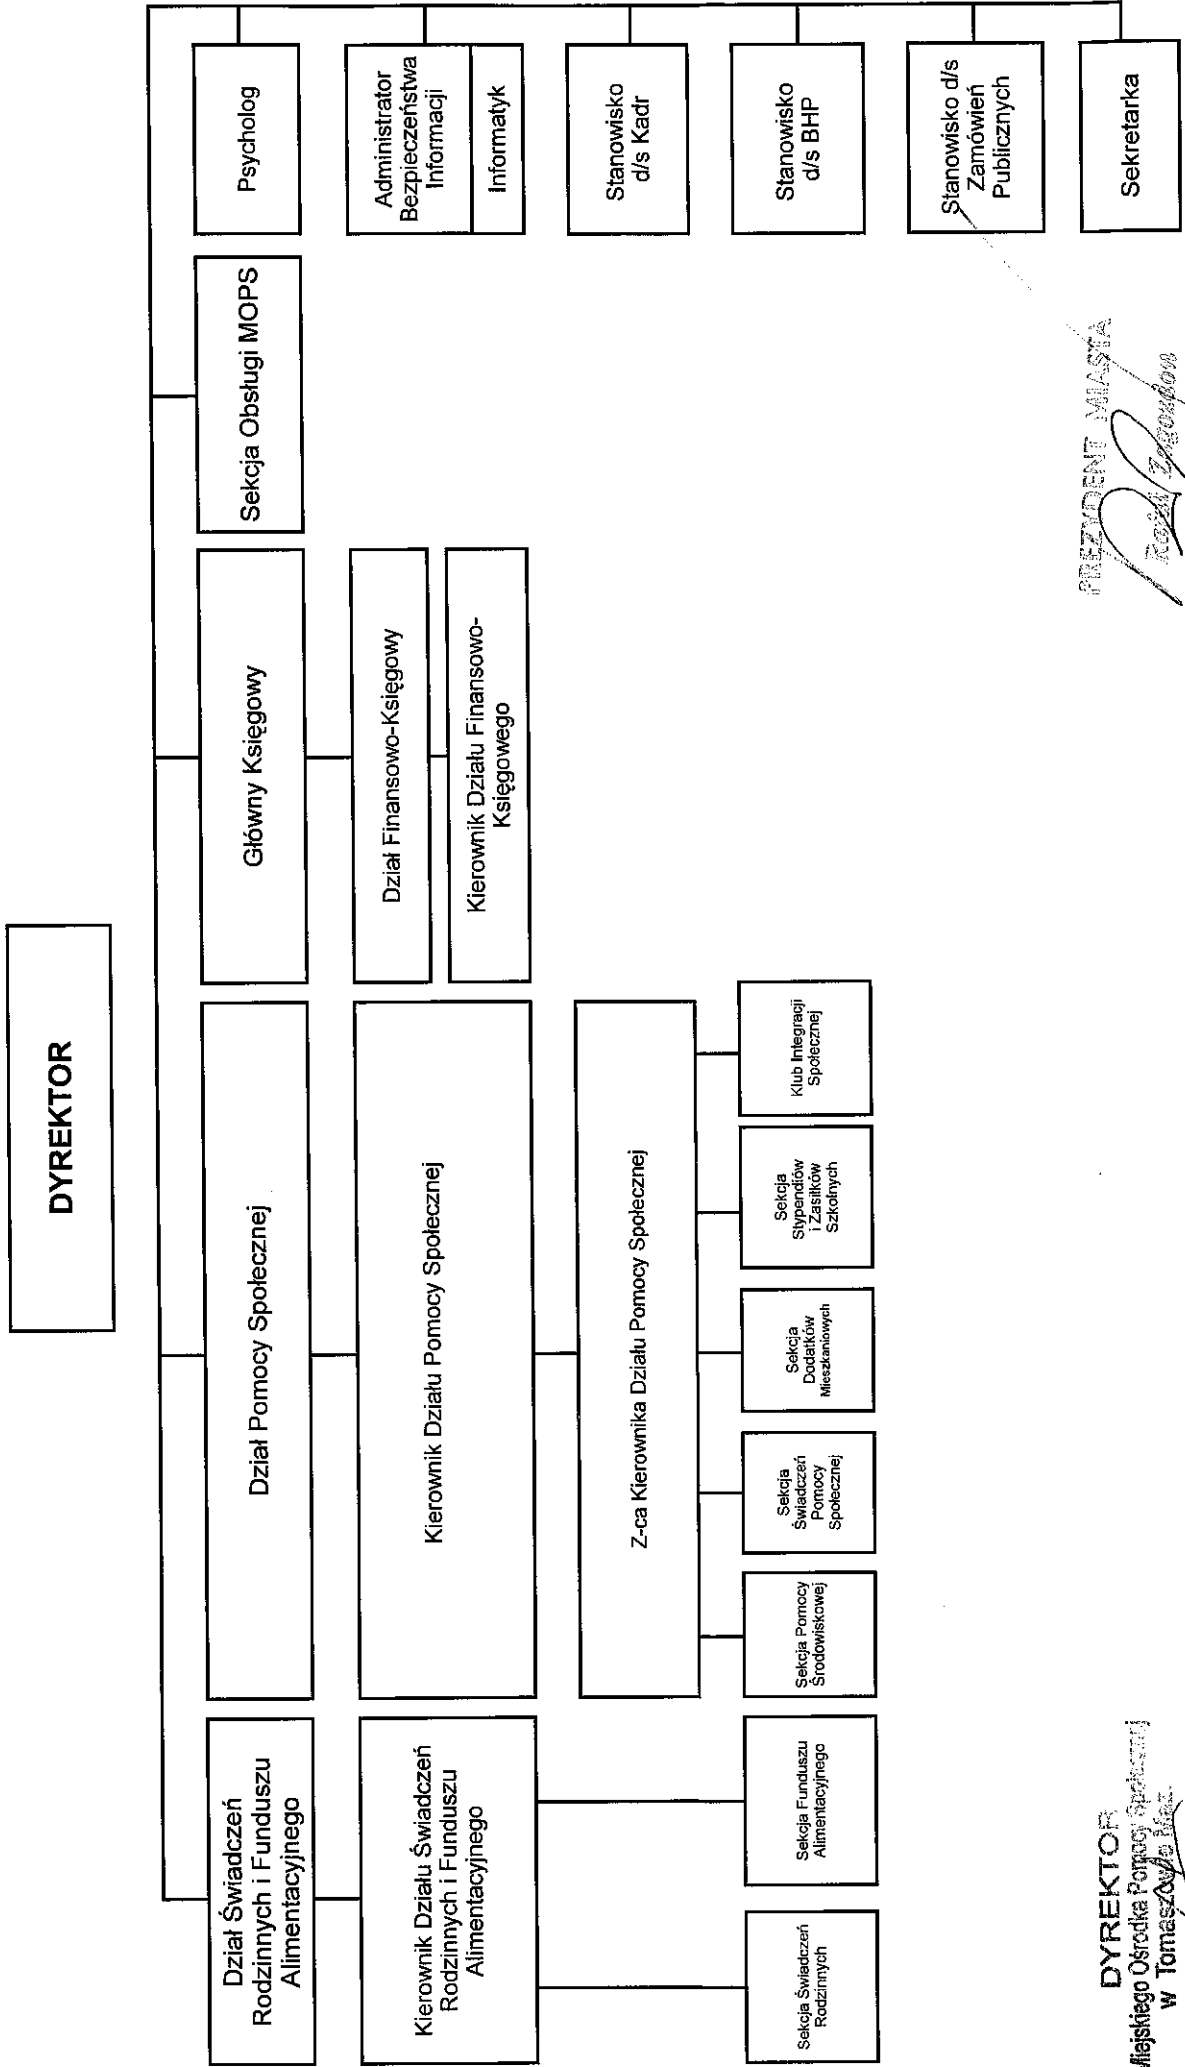 DYREKTOR
Dział Świadczeń
Rodzinnych i Funduszu
Alimentacyjnego
Dział Pomocy Społecznej
Główny Księgowy
Sekcja Obsługi MOPS
Psycholog
Kierownik Działu Świadczeń
Rodzinnych i Funduszu
Alimentacyjnego
Kierownik Działu Pomocy Społecznej
Dział Finansowo-Księgowy
Kierownik Działu Finansowo-
Księgowego
Administrator
Bezpieczeństwa
Informacji
Informatyk
Z-ca Kierownika Działu Pomocy Społecznej
Stanowisko
d/s Kadr
Sekcja Świadczeń
Rodzinnych
Sekcja Funduszu
Alimentacyjnego
Sekcja Pomocy
Środowiskowej
Sekcja
Świadczeń
Pomocy
Społecznej
Sekcja
Dodatków
Mieszkaniowych
Sekcja
Stypendiów
i Zasiłków
Szkolnych
Klub Integracji
Społecznej
Stanowisko
d/s BHP
Stanowisko d/s
Zamówień
Publicznych
Sekretarka
DYREKTOR
Miejskiego Ośrodka Pomocy Społecznej
w Tomaszowie Maz.
PREZYDENT MIASTA